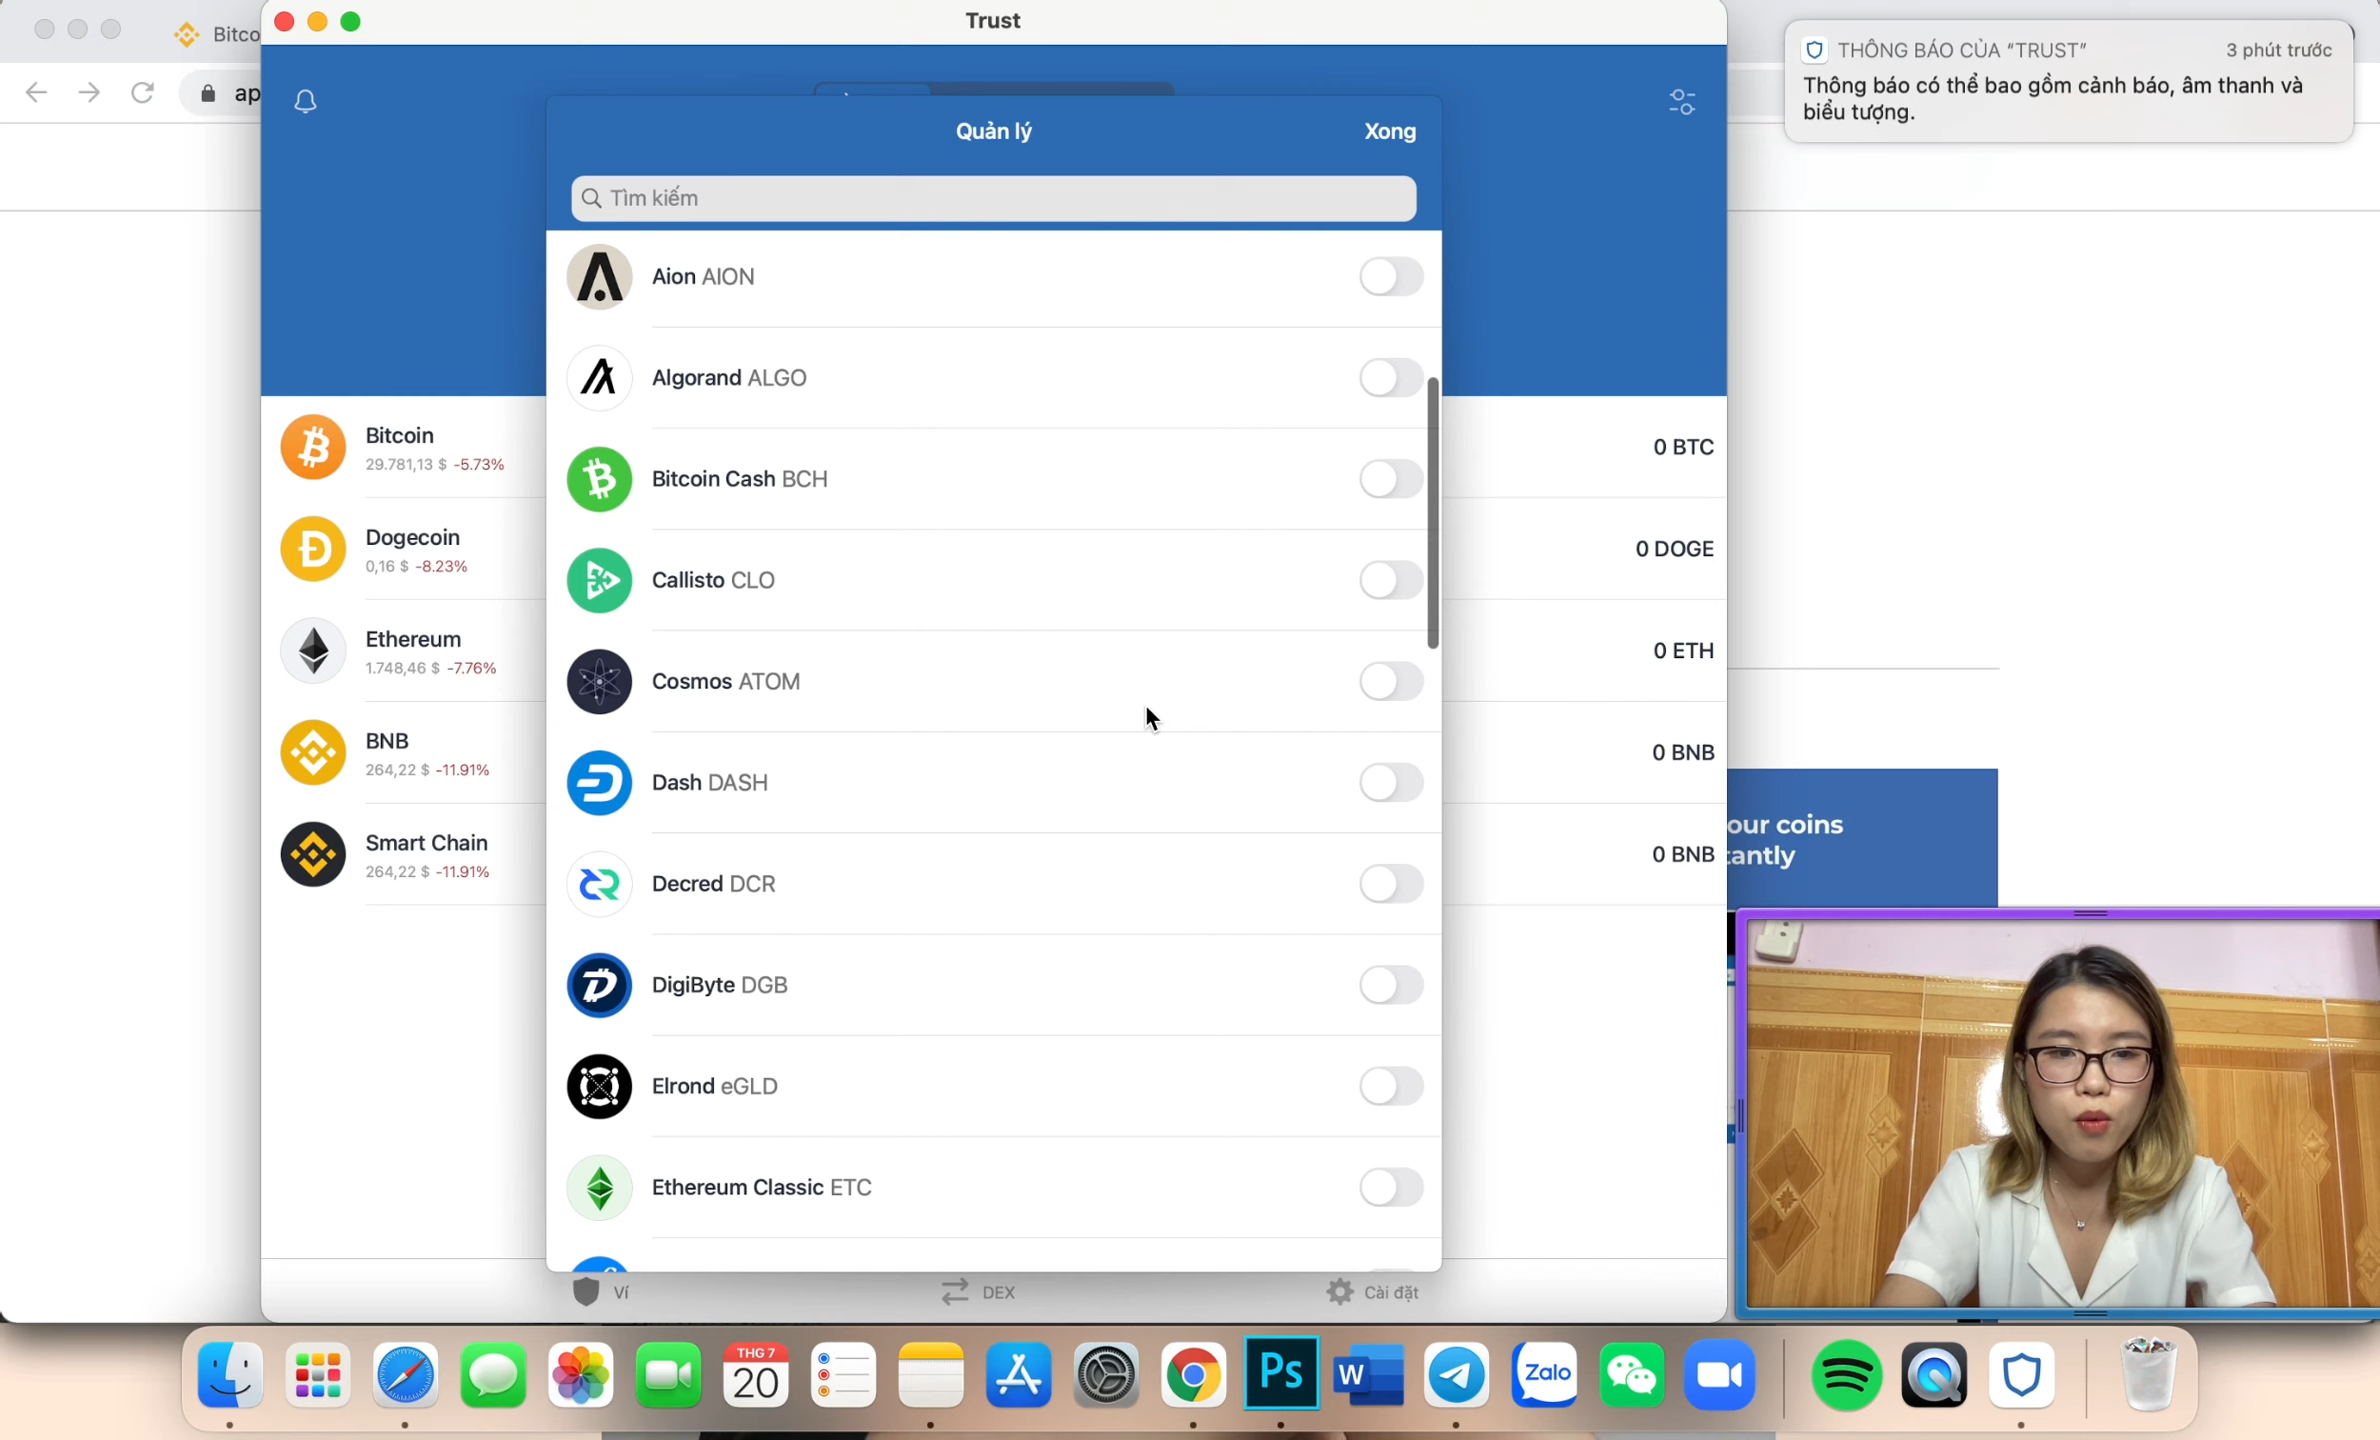 Bitco
ap
Trust
THÔNG BÁO CỦA “TRUST”
3 phút trước
Thông báo có thể bao gồm cảnh báo, âm thanh và
biểu tượng.
Quản lý
Xong
Tìm kiếm
Aion AION
Algorand ALGO
Bitcoin Cash BCH
Callisto CLO
Cosmos ATOM
Dash DASH
Decred DCR
DigiByte DGB
Elrond eGLD
Ethereum Classic ETC
Bitcoin
29.781,13 $ -5.73%
0 BTC
Dogecoin
0,16 $ -8.23%
0 DOGE
Ethereum
1.748,46 $ -7.76%
0 ETH
BNB
264,22 $ -11.91%
0 BNB
Smart Chain
264,22 $ -11.91%
0 BNB
our coins
tantly
Ví
DEX
Cài đặt
THG 7
20
Ps
W
Zalo